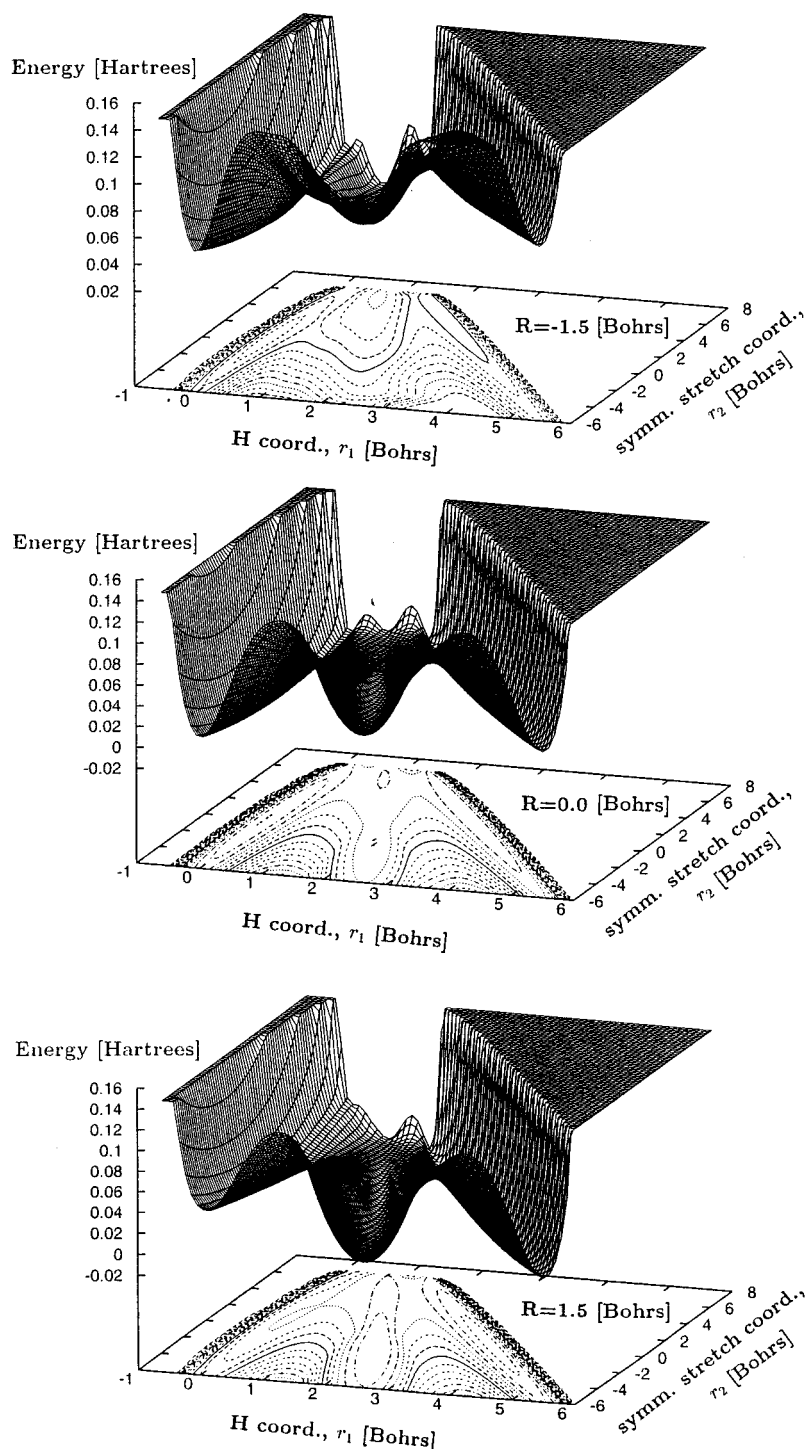 Energy [Hartrees]
0.16
0.14
0.12
0.1
0.08
0.06
0.04
0.02
R=-1.5 [Bohrs]
-1 0 1 2 3 4 5 6
H coord., r₁ [Bohrs]
-6 -4 -2 0 2 4 6 8
symm. stretch coord.,
r₂ [Bohrs]
Energy [Hartrees]
0.16
0.14
0.12
0.1
0.08
0.06
0.04
0.02
0
-0.02
R=0.0 [Bohrs]
-1 0 1 2 3 4 5 6
H coord., r₁ [Bohrs]
-6 -4 -2 0 2 4 6 8
symm. stretch coord.,
r₂ [Bohrs]
Energy [Hartrees]
0.16
0.14
0.12
0.1
0.08
0.06
0.04
0.02
0
-0.02
R=1.5 [Bohrs]
-1 0 1 2 3 4 5 6
H coord., r₁ [Bohrs]
-6 -4 -2 0 2 4 6 8
symm. stretch coord.,
r₂ [Bohrs]